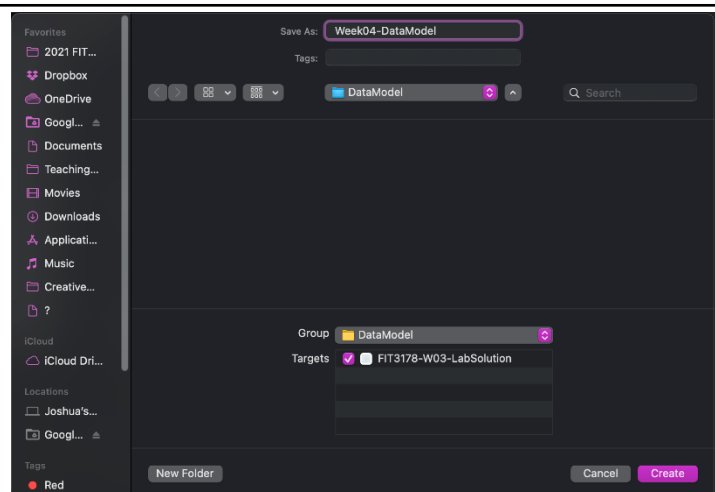 Favorites
2021 FIT...
Dropbox
OneDrive
Googl...
Documents
Teaching...
Movies
Downloads
Applicati...
Music
Creative...
?
iCloud
iCloud Dri...
Locations
Joshua's...
Googl...
Tags
Red
Save As: Week04-DataModel
Tags:
DataModel
Search
Group DataModel
Targets FIT3178-W03-LabSolution
New Folder
Cancel
Create